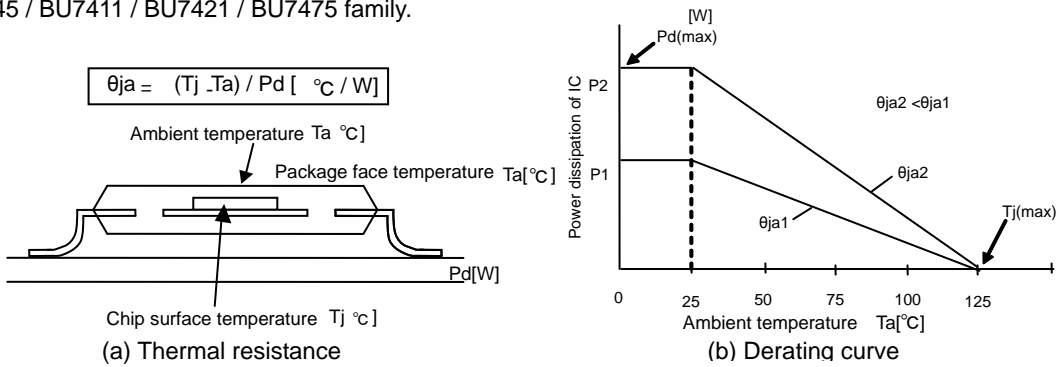 45 / BU7411 / BU7421 / BU7475 family.
θja = (Tj -Ta) / Pd [ °C / W]
Ambient temperature Ta °C]
Package face temperature Ta[°C]
Pd[W]
Chip surface temperature Tj °C]
(a) Thermal resistance
[W]
Pd(max)
Power dissipation of IC
P2
P1
θja2 <θja1
θja2
θja1
Tj(max)
0 25 50 75 100 125
Ambient temperature Ta[°C]
(b) Derating curve